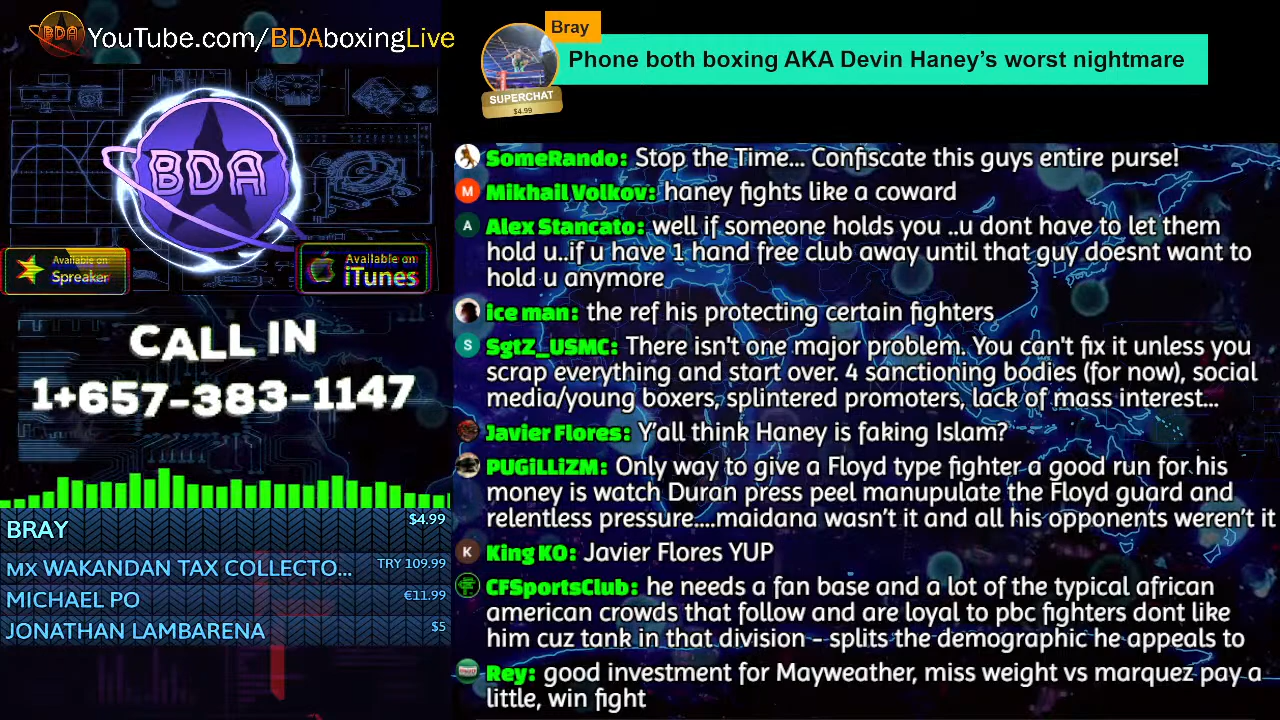 BDA
YouTube.com/BDAboxingLive
Bray
Phone both boxing AKA Devin Haney's worst nightmare
SUPERCHAT
$4.99
BDA
Available on
Spreaker
Available on
iTunes
CALL IN
1+657-383-1147
BRAY $4.99
MX WAKANDAN TAX COLLECTO... TRY 109.99
MICHAEL PO €11.99
JONATHAN LAMBARENA $5
SomeRando: Stop the Time... Confiscate this guys entire purse!
M Mikhail Volkov: haney fights like a coward
A Alex Stancato: well if someone holds you ..u dont have to let them
hold u..if u have 1 hand free club away until that guy doesnt want to
hold u anymore
ice man: the ref his protecting certain fighters
S SgtZ_USMC: There isn't one major problem. You can't fix it unless you
scrap everything and start over. 4 sanctioning bodies (for now), social
media/young boxers, splintered promoters, lack of mass interest...
Javier Flores: Y'all think Haney is faking Islam?
PUGiLLiZM: Only way to give a Floyd type fighter a good run for his
money is watch Duran press peel manupulate the Floyd guard and
relentless pressure....maidana wasn't it and all his opponents weren't it
K King KO: Javier Flores YUP
CFSportsClub: he needs a fan base and a lot of the typical african
american crowds that follow and are loyal to pbc fighters dont like
him cuz tank in that division - splits the demographic he appeals to
Rey: good investment for Mayweather, miss weight vs marquez pay a
little, win fight